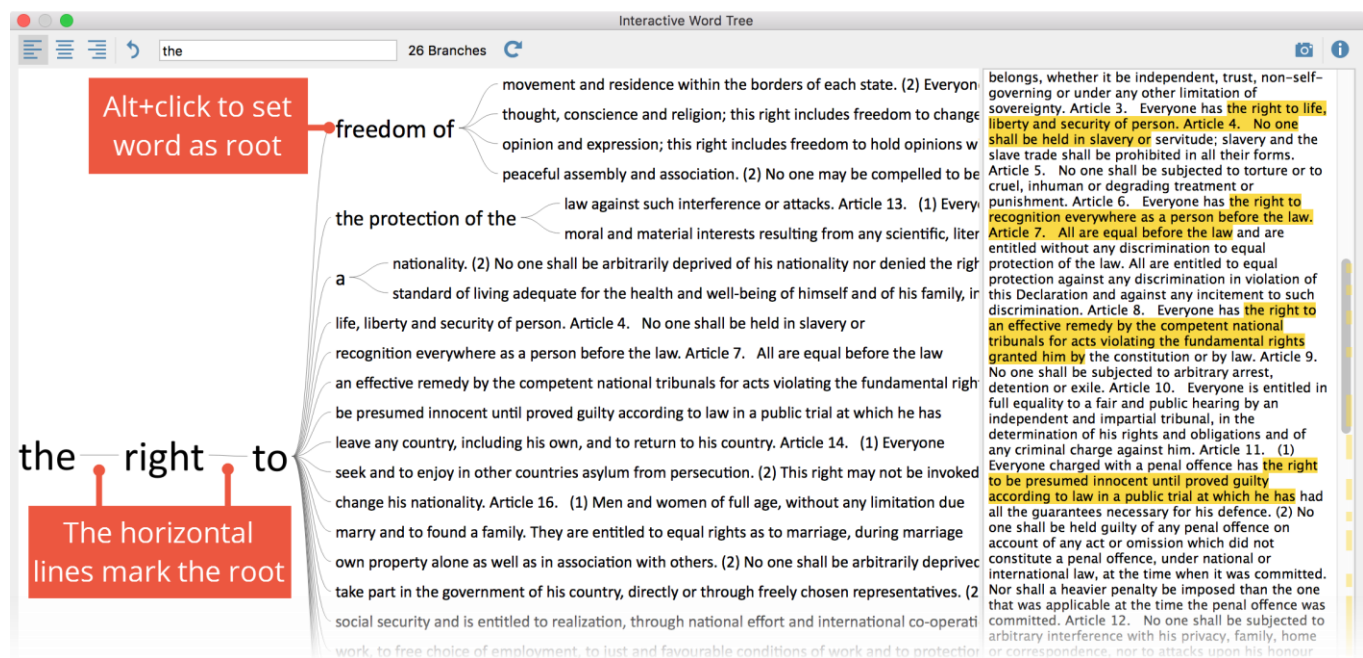 Interactive Word Tree
the
26 Branches
Alt+click to set
word as root
freedom of
movement and residence within the borders of each state. (2) Everyon
thought, conscience and religion; this right includes freedom to change
opinion and expression; this right includes freedom to hold opinions w
peaceful assembly and association. (2) No one may be compelled to be
the protection of the
law against such interference or attacks. Article 13. (1) Every
moral and material interests resulting from any scientific, liter
a
nationality. (2) No one shall be arbitrarily deprived of his nationality nor denied the righ
standard of living adequate for the health and well-being of himself and of his family, in
life, liberty and security of person. Article 4. No one shall be held in slavery or
recognition everywhere as a person before the law. Article 7. All are equal before the law
an effective remedy by the competent national tribunals for acts violating the fundamental righ
be presumed innocent until proved guilty according to law in a public trial at which he has
leave any country, including his own, and to return to his country. Article 14. (1) Everyone
the right to
seek and to enjoy in other countries asylum from persecution. (2) This right may not be invoked
change his nationality. Article 16. (1) Men and women of full age, without any limitation due
The horizontal
lines mark the root
marry and to found a family. They are entitled to equal rights as to marriage, during marriage
own property alone as well as in association with others. (2) No one shall be arbitrarily deprived
take part in the government of his country, directly or through freely chosen representatives. (2
social security and is entitled to realization, through national effort and international co-operati
work, to free choice of employment, to just and favourable conditions of work and to protection
belongs, whether it be independent, trust, non-self-
governing or under any other limitation of
sovereignty. Article 3. Everyone has the right to life,
liberty and security of person. Article 4. No one
shall be held in slavery or servitude; slavery and the
slave trade shall be prohibited in all their forms.
Article 5. No one shall be subjected to torture or to
cruel, inhuman or degrading treatment or
punishment. Article 6. Everyone has the right to
recognition everywhere as a person before the law.
Article 7. All are equal before the law and are
entitled without any discrimination to equal
protection of the law. All are entitled to equal
protection against any discrimination in violation of
this Declaration and against any incitement to such
discrimination. Article 8. Everyone has the right to
an effective remedy by the competent national
tribunals for acts violating the fundamental rights
granted him by the constitution or by law. Article 9.
No one shall be subjected to arbitrary arrest,
detention or exile. Article 10. Everyone is entitled in
full equality to a fair and public hearing by an
independent and impartial tribunal, in the
determination of his rights and obligations and of
any criminal charge against him. Article 11. (1)
Everyone charged with a penal offence has the right
to be presumed innocent until proved guilty
according to law in a public trial at which he has had
all the guarantees necessary for his defence. (2) No
one shall be held guilty of any penal offence on
account of any act or omission which did not
constitute a penal offence, under national or
international law, at the time when it was committed.
Nor shall a heavier penalty be imposed than the one
that was applicable at the time the penal offence was
committed. Article 12. No one shall be subjected to
arbitrary interference with his privacy, family, home
or correspondence, nor to attacks upon his honour